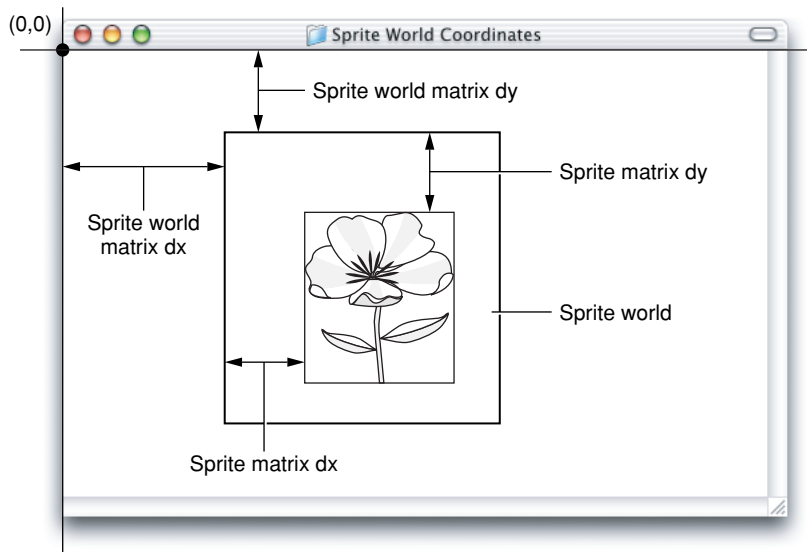 (0,0)
Sprite World Coordinates
Sprite world matrix dy
Sprite matrix dy
Sprite world
matrix dx
Sprite world
Sprite matrix dx